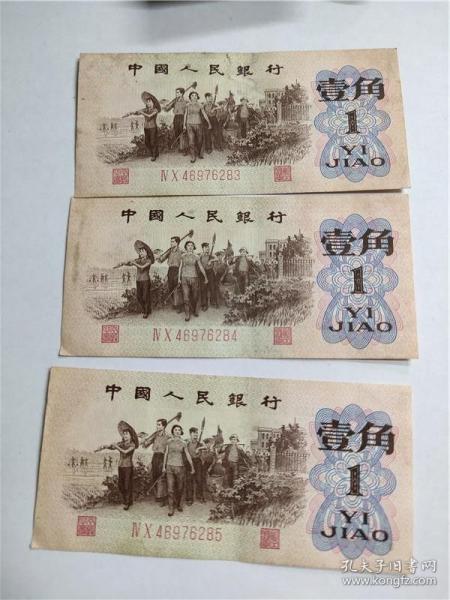 中國人民銀行
壹角
1
YI
JIAO
ⅣⅩ46976283
中國人民銀行
壹角
1
YI
JIAO
ⅣⅩ46976284
中國人民銀行
壹角
1
YI
JIAO
ⅣⅩ46976285
孔夫子旧书网
www.kongfz.com